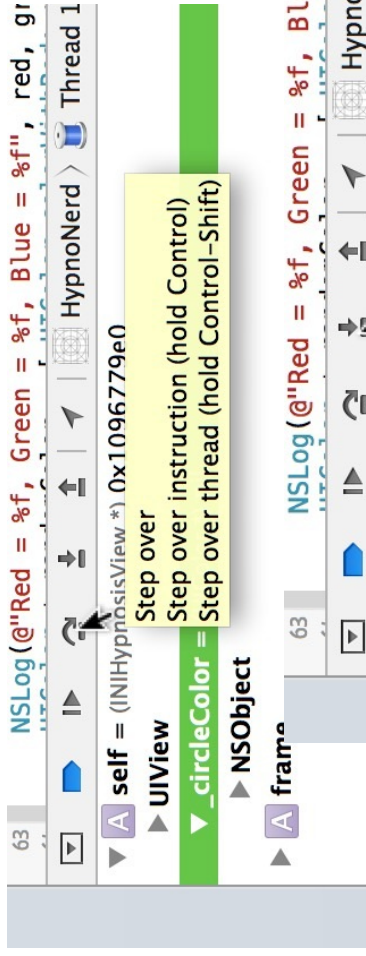 63 NSLog(@"Red = %f, Green = %f, Blue = %f", red, gr
HypnoNerd Thread 1
A self = (INIHypnosisView *) 0x1096779e0
UIView
_circleColor =
NSObject
A frame
Step over
Step over instruction (hold Control)
Step over thread (hold Control-Shift)
63 NSLog(@"Red = %f, Green = %f, Bl
Hypno